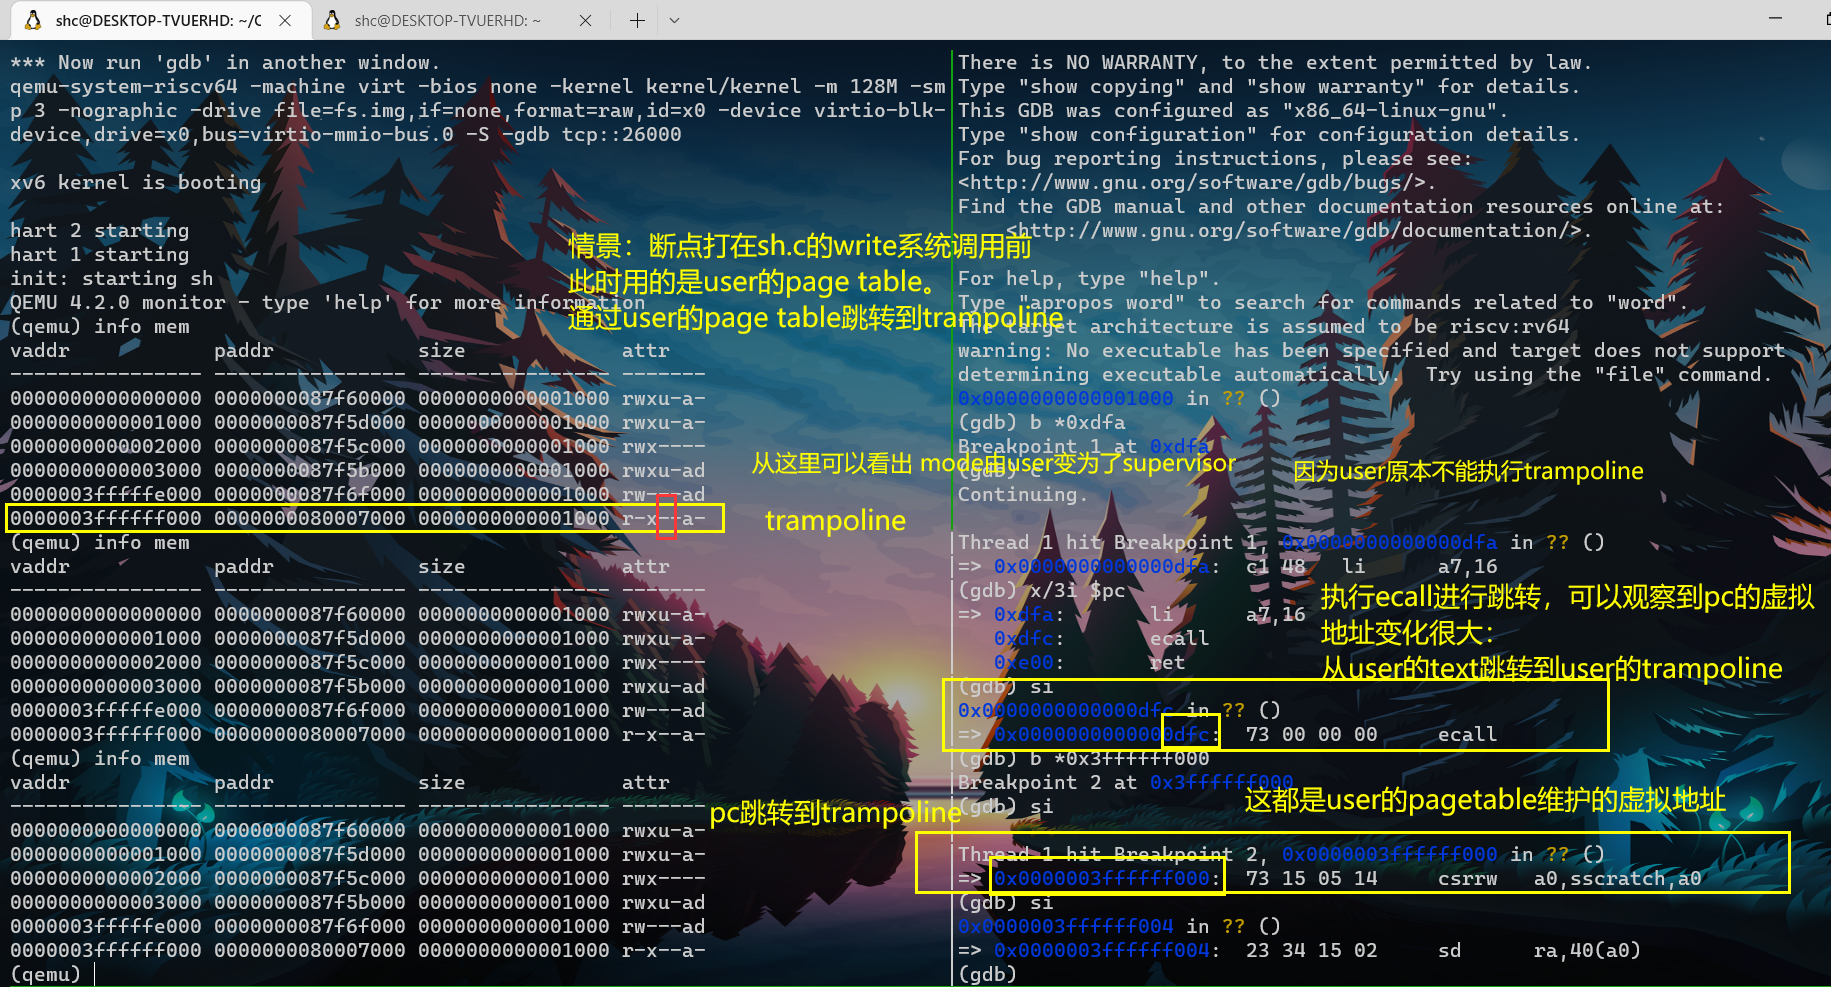 shc@DESKTOP-TVUERHD: ~/C
shc@DESKTOP-TVUERHD: ~
*** Now run 'gdb' in another window.
qemu-system-riscv64 -machine virt -bios none -kernel kernel/kernel -m 128M -sm
p 3 -nographic -drive file=fs.img,if=none,format=raw,id=x0 -device virtio-blk-
device,drive=x0,bus=virtio-mmio-bus.0 -S -gdb tcp::26000
xv6 kernel is booting
hart 2 starting
hart 1 starting
init: starting sh
QEMU 4.2.0 monitor - type 'help' for more information
(qemu) info mem
vaddr            paddr            size             attr
---------------- ---------------- ---------------- -------
0000000000000000 0000000087f60000 0000000000001000 rwxu-a-
0000000000001000 0000000087f5d000 0000000000001000 rwxu-a-
0000000000002000 0000000087f5c000 0000000000001000 rwx----
0000000000003000 0000000087f5b000 0000000000001000 rwxu-ad
0000003fffffe000 0000000087f6f000 0000000000001000 rw---ad
0000003ffffff000 0000000080007000 0000000000001000 r-x--a-
(qemu) info mem
vaddr            paddr            size             attr
---------------- ---------------- ---------------- -------
0000000000000000 0000000087f60000 0000000000001000 rwxu-a-
0000000000001000 0000000087f5d000 0000000000001000 rwxu-a-
0000000000002000 0000000087f5c000 0000000000001000 rwx----
0000000000003000 0000000087f5b000 0000000000001000 rwxu-ad
0000003fffffe000 0000000087f6f000 0000000000001000 rw---ad
0000003ffffff000 0000000080007000 0000000000001000 r-x--a-
(qemu) info mem
vaddr            paddr            size             attr
---------------- ---------------- ---------------- -------
0000000000000000 0000000087f60000 0000000000001000 rwxu-a-
0000000000001000 0000000087f5d000 0000000000001000 rwxu-a-
0000000000002000 0000000087f5c000 0000000000001000 rwx----
0000000000003000 0000000087f5b000 0000000000001000 rwxu-ad
0000003fffffe000 0000000087f6f000 0000000000001000 rw---ad
0000003ffffff000 0000000080007000 0000000000001000 r-x--a-
(qemu)
情景：断点打在sh.c的write系统调用前
此时用的是user的page table。
通过user的page table跳转到trampoline
从这里可以看出 mode由user变为了supervisor
因为user原本不能执行trampoline
trampoline
pc跳转到trampoline
There is NO WARRANTY, to the extent permitted by law.
Type "show copying" and "show warranty" for details.
This GDB was configured as "x86_64-linux-gnu".
Type "show configuration" for configuration details.
For bug reporting instructions, please see:
<http://www.gnu.org/software/gdb/bugs/>.
Find the GDB manual and other documentation resources online at:
<http://www.gnu.org/software/gdb/documentation/>.
For help, type "help".
Type "apropos word" to search for commands related to "word".
The target architecture is assumed to be riscv:rv64
warning: No executable has been specified and target does not support
determining executable automatically.  Try using the "file" command.
0x0000000000001000 in ?? ()
(gdb) b *0xdfa
Breakpoint 1 at 0xdfa
(gdb) c
Continuing.
Thread 1 hit Breakpoint 1, 0x0000000000000dfa in ?? ()
=> 0x0000000000000dfa:  c1 48   li      a7,16
(gdb) x/3i $pc
=> 0xdfa:       li      a7,16
0xdfc:       ecall
0xe00:       ret
(gdb) si
0x0000000000000dfc in ?? ()
=> 0x0000000000000dfc:  73 00 00 00     ecall
(gdb) b *0x3ffffff000
Breakpoint 2 at 0x3ffffff000
(gdb) si
Thread 1 hit Breakpoint 2, 0x0000003ffffff000 in ?? ()
=> 0x0000003ffffff000:  73 15 05 14     csrrw   a0,sscratch,a0
(gdb) si
0x0000003ffffff004 in ?? ()
=> 0x0000003ffffff004:  23 34 15 02     sd      ra,40(a0)
(gdb)
执行ecall进行跳转，可以观察到pc的虚拟
地址变化很大：
从user的text跳转到user的trampoline
这都是user的pagetable维护的虚拟地址